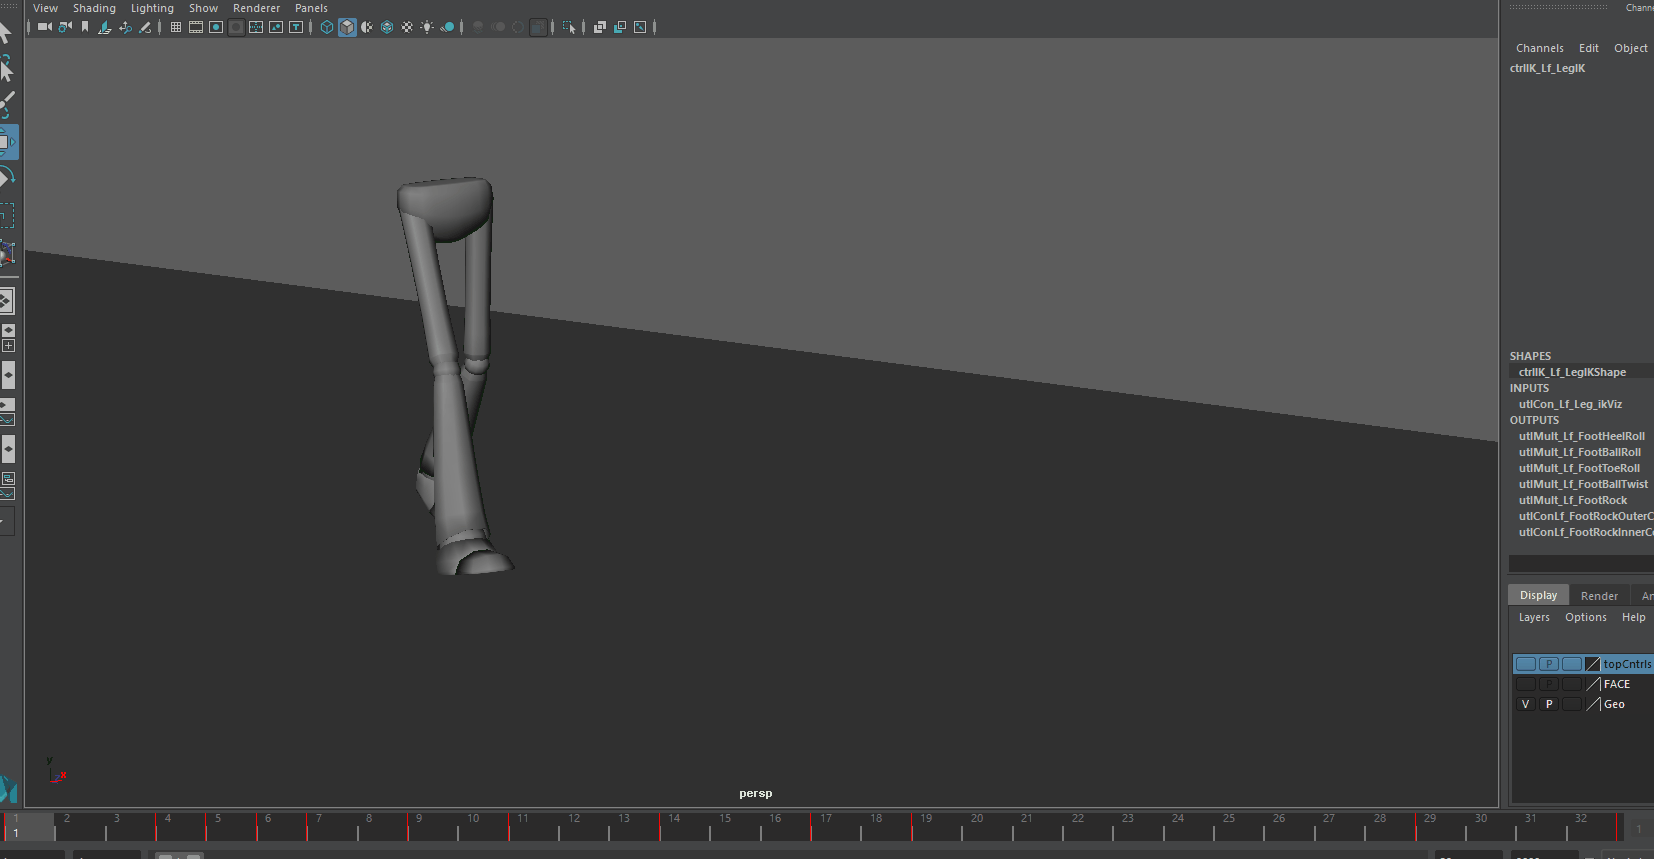 View Shading Lighting Show Renderer Panels
Channels Edit Object
ctrlIK_Lf_LegIK
SHAPES
ctrlIK_Lf_LegIKShape
INPUTS
utlCon_Lf_Leg_ikViz
OUTPUTS
utlMult_Lf_FootHeelRoll
utlMult_Lf_FootBallRoll
utlMult_Lf_FootToeRoll
utlMult_Lf_FootBallTwist
utlMult_Lf_FootRock
utlConLf_FootRockOuterC
utlConLf_FootRockInnerC
Display Render An
Layers Options Help
P topCntrls
P FACE
V P Geo
y
x
persp
1 2 3 4 5 6 7 8 9 10 11 12 13 14 15 16 17 18 19 20 21 22 23 24 25 26 27 28 29 30 31 32
1
1